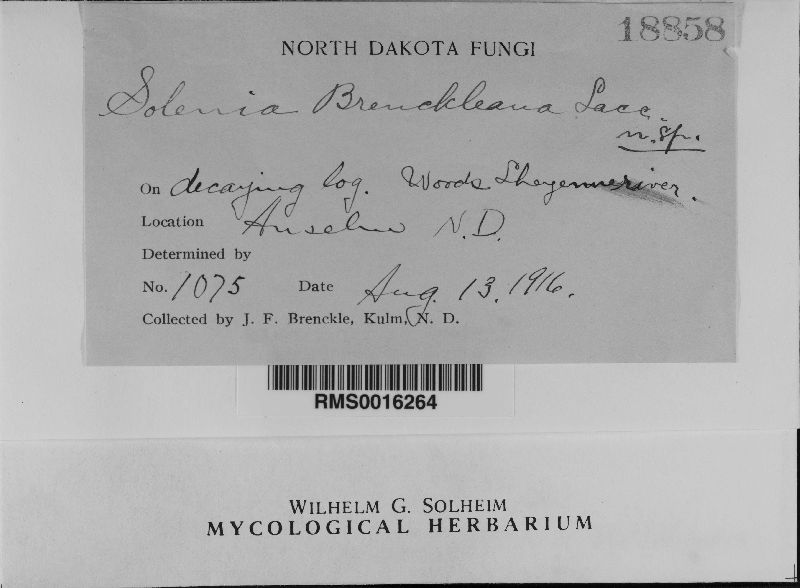 18858
NORTH DAKOTA FUNGI
Solenia Brenckleana Sacc.
n. sp.
On decaying log. Woods Sheyenne river.
Location Anselm N.D.
Determined by
No. 1075 Date Aug. 13, 1916.
Collected by J. F. Brenckle, Kulm, N. D.
RMS0016264
WILHELM G. SOLHEIM
MYCOLOGICAL HERBARIUM